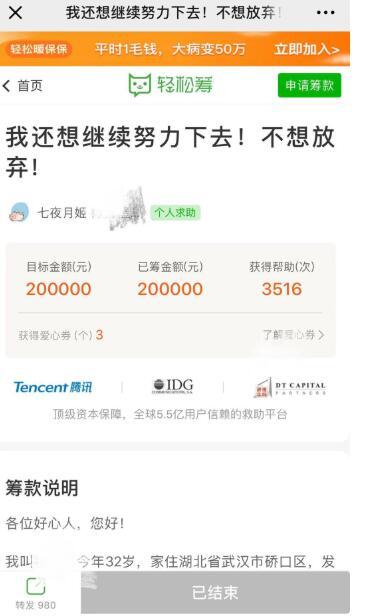 我还想继续努力下去！不想放弃！
轻松暖保保 平时1毛钱，大病变50万 立即加入>
首页 轻松筹 申请筹款
我还想继续努力下去！不想放
弃！
七夜月姬 个人求助
目标金额(元) 已筹金额(元) 获得帮助(次)
200000 200000 3516
获得爱心券 (个) 3 了解爱心券 >
Tencent 腾讯 IDG DT CAPITAL
PARTNERS
顶级资本保障，全球5.5亿用户信赖的救助平台
筹款说明
各位好心人，您好！
我叫 今年32岁，家住湖北省武汉市硚口区，发
转发 980 已结束